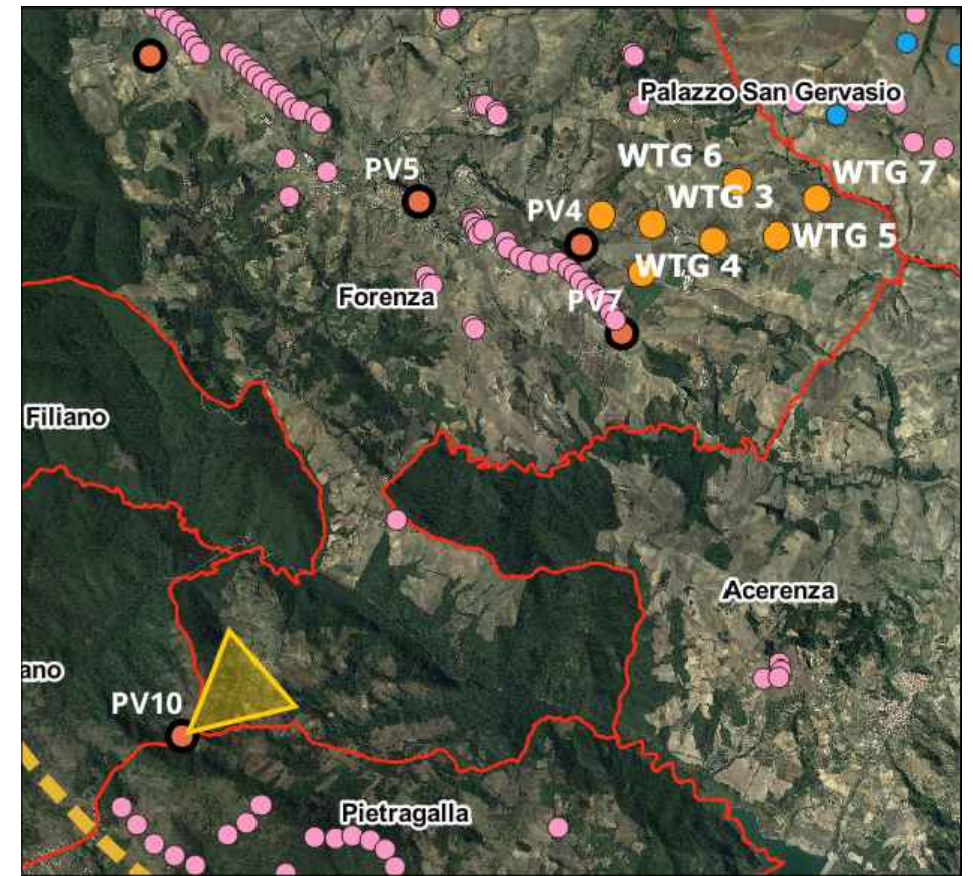 Palazzo San Gervasio
WTG 6
WTG 7
PV5
WTG 3
PV4
WTG 5
WTG 4
Forenza
PV7
Filiano
Acerenza
ano
PV10
Pietragalla